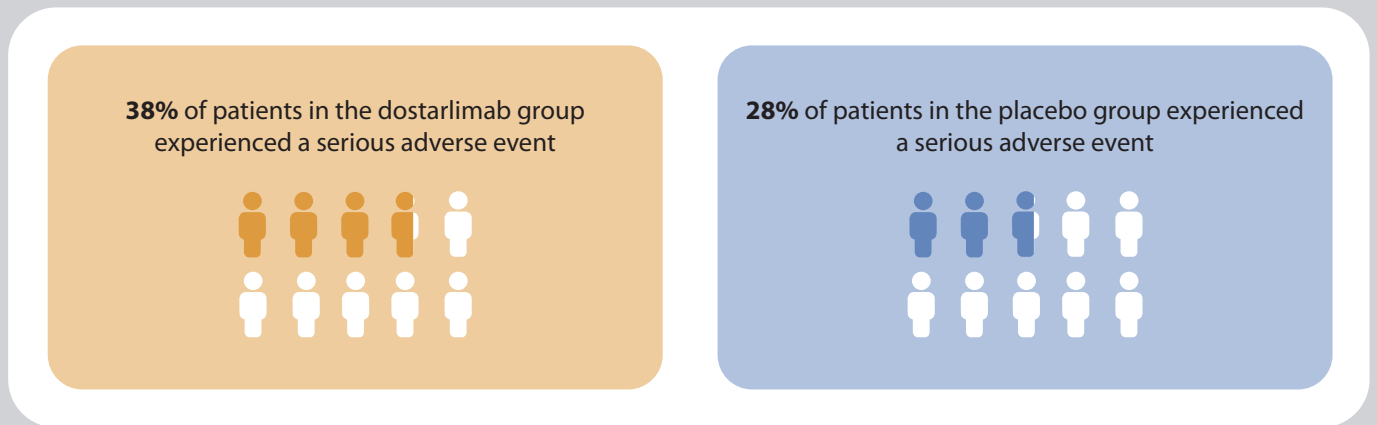 38% of patients in the dostarlimab group
experienced a serious adverse event
28% of patients in the placebo group experienced
a serious adverse event